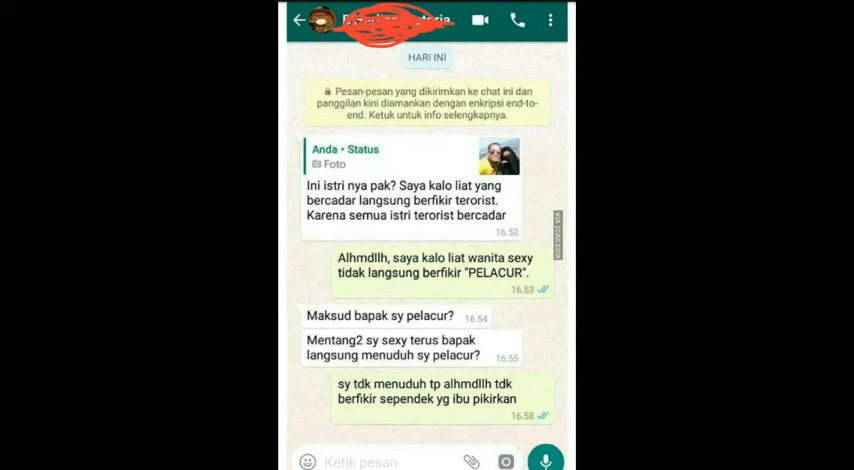 HARI INI
Pesan-pesan yang dikirimkan ke chat ini dan
panggilan kini diamankan dengan enkripsi end-to-
end. Ketuk untuk info selengkapnya.
Anda • Status
Foto
Ini istri nya pak? Saya kalo liat yang
bercadar langsung berfikir terorist.
Karena semua istri terorist bercadar
16.52
Alhmdllh, saya kalo liat wanita sexy
tidak langsung berfikir "PELACUR".
16.53
VIA 1CAK.COM
Maksud bapak sy pelacur?
16.54
Mentang2 sy sexy terus bapak
langsung menuduh sy pelacur?
16.55
sy tdk menuduh tp alhmdllh tdk
berfikir sependek yg ibu pikirkan
16.58
Ketik pesan